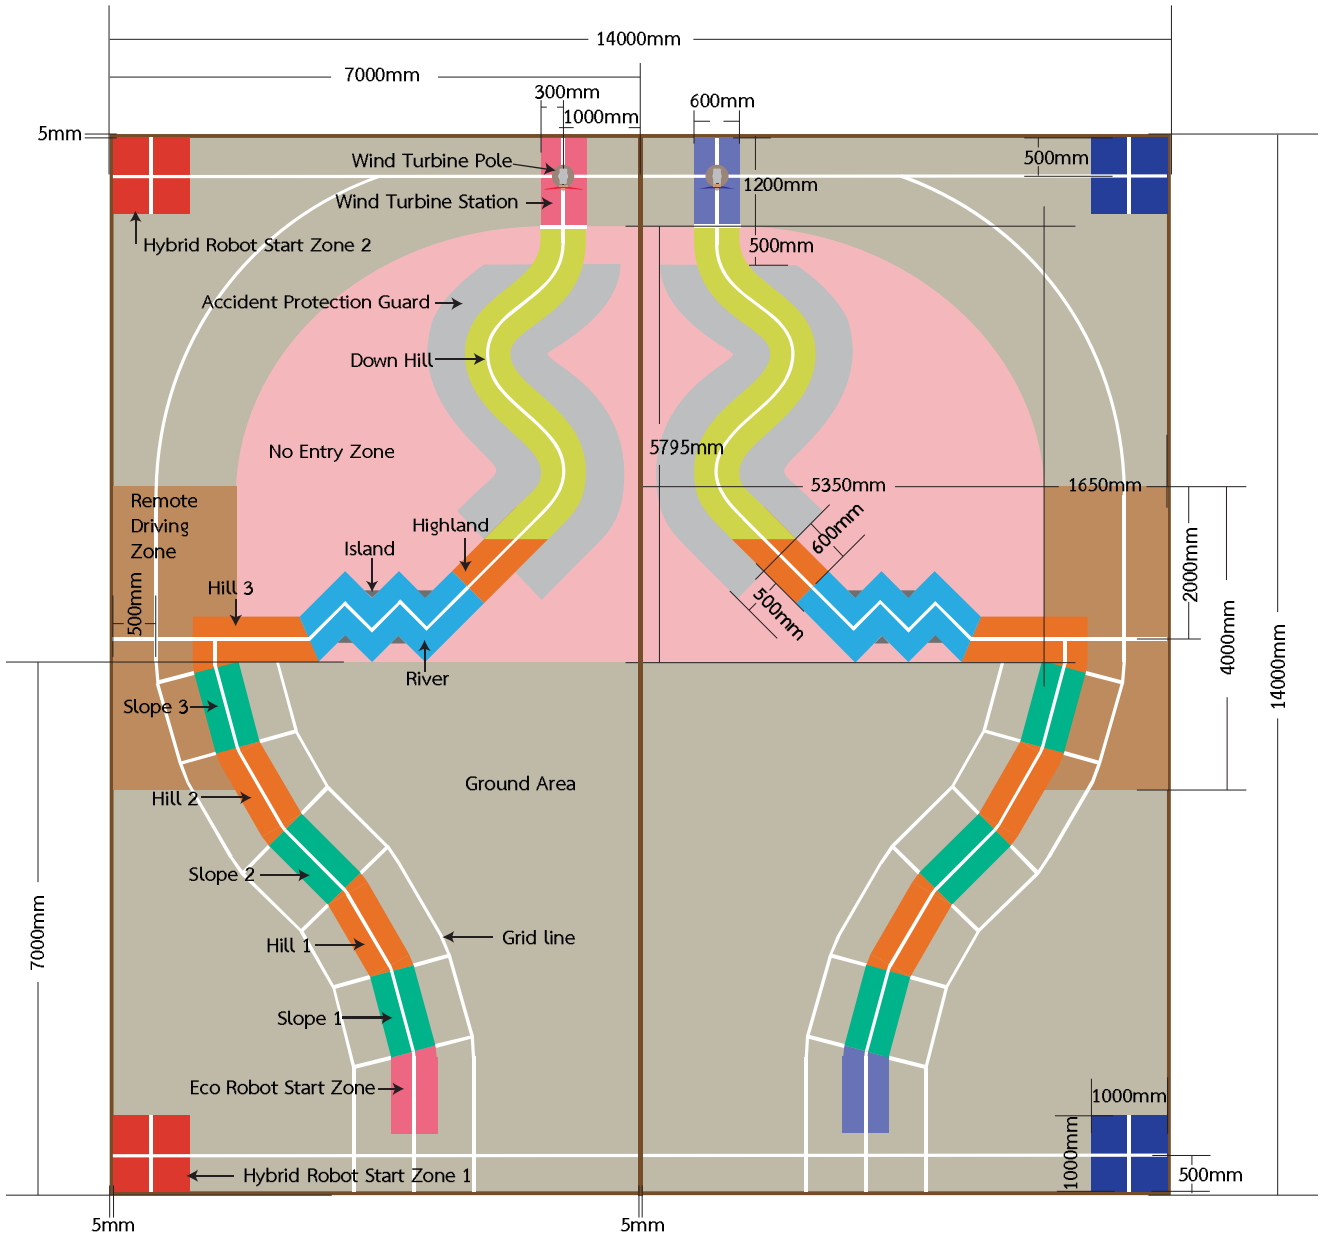 14000mm
7000mm
300mm
600mm
1000mm
5mm
Wind Turbine Pole
500mm
1200mm
Wind Turbine Station
Hybrid Robot Start Zone 2
500mm
Accident Protection Guard
Down Hill
No Entry Zone
5795mm
5350mm
1650mm
Remote
Driving
Zone
Highland
600mm
Island
2000mm
Hill 3
500mm
500mm
4000mm
River
14000mm
Slope 3
Ground Area
Hill 2
Slope 2
7000mm
Hill 1
Grid line
Slope 1
Eco Robot Start Zone
1000mm
1000mm
Hybrid Robot Start Zone 1
500mm
5mm
5mm